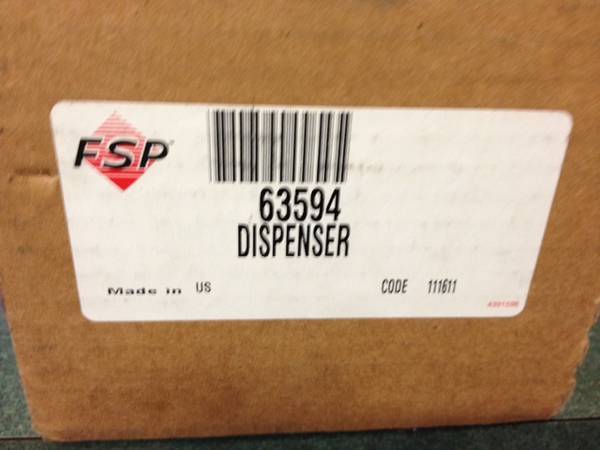 FSP
63594
DISPENSER
Made in US
CODE 111611